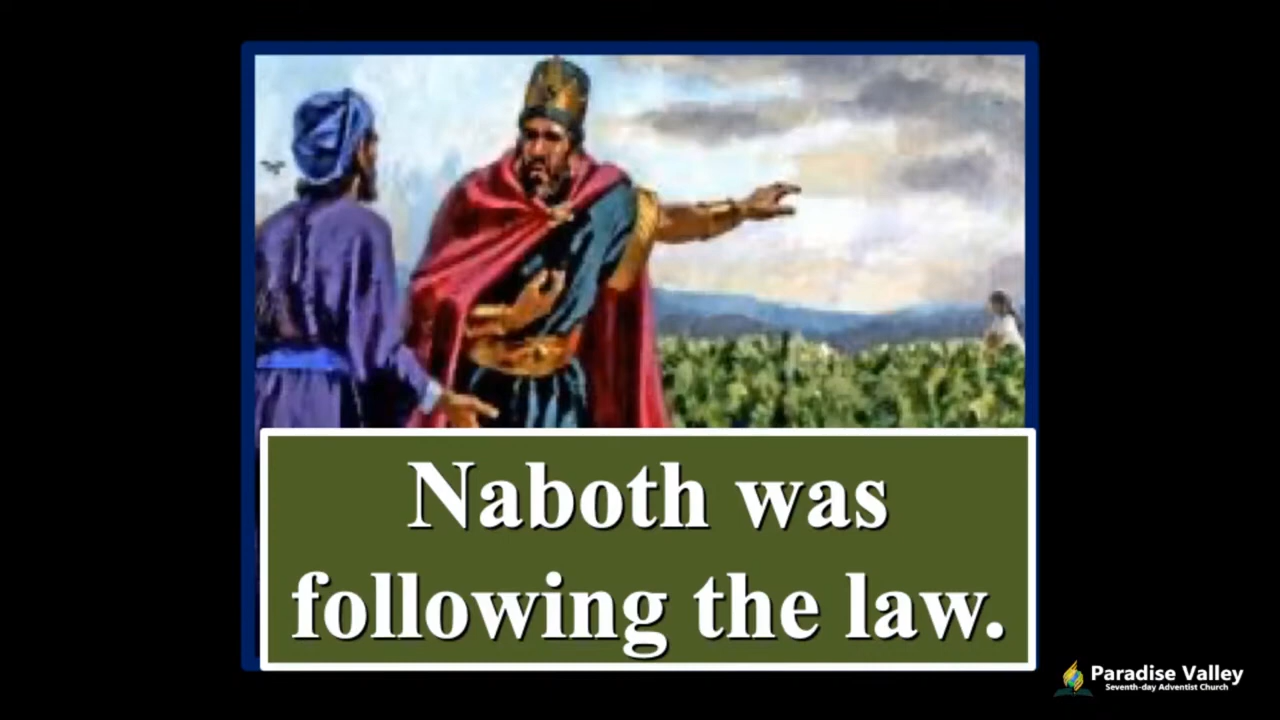 Naboth was
following the law.
Paradise Valley
Seventh-day Adventist Church